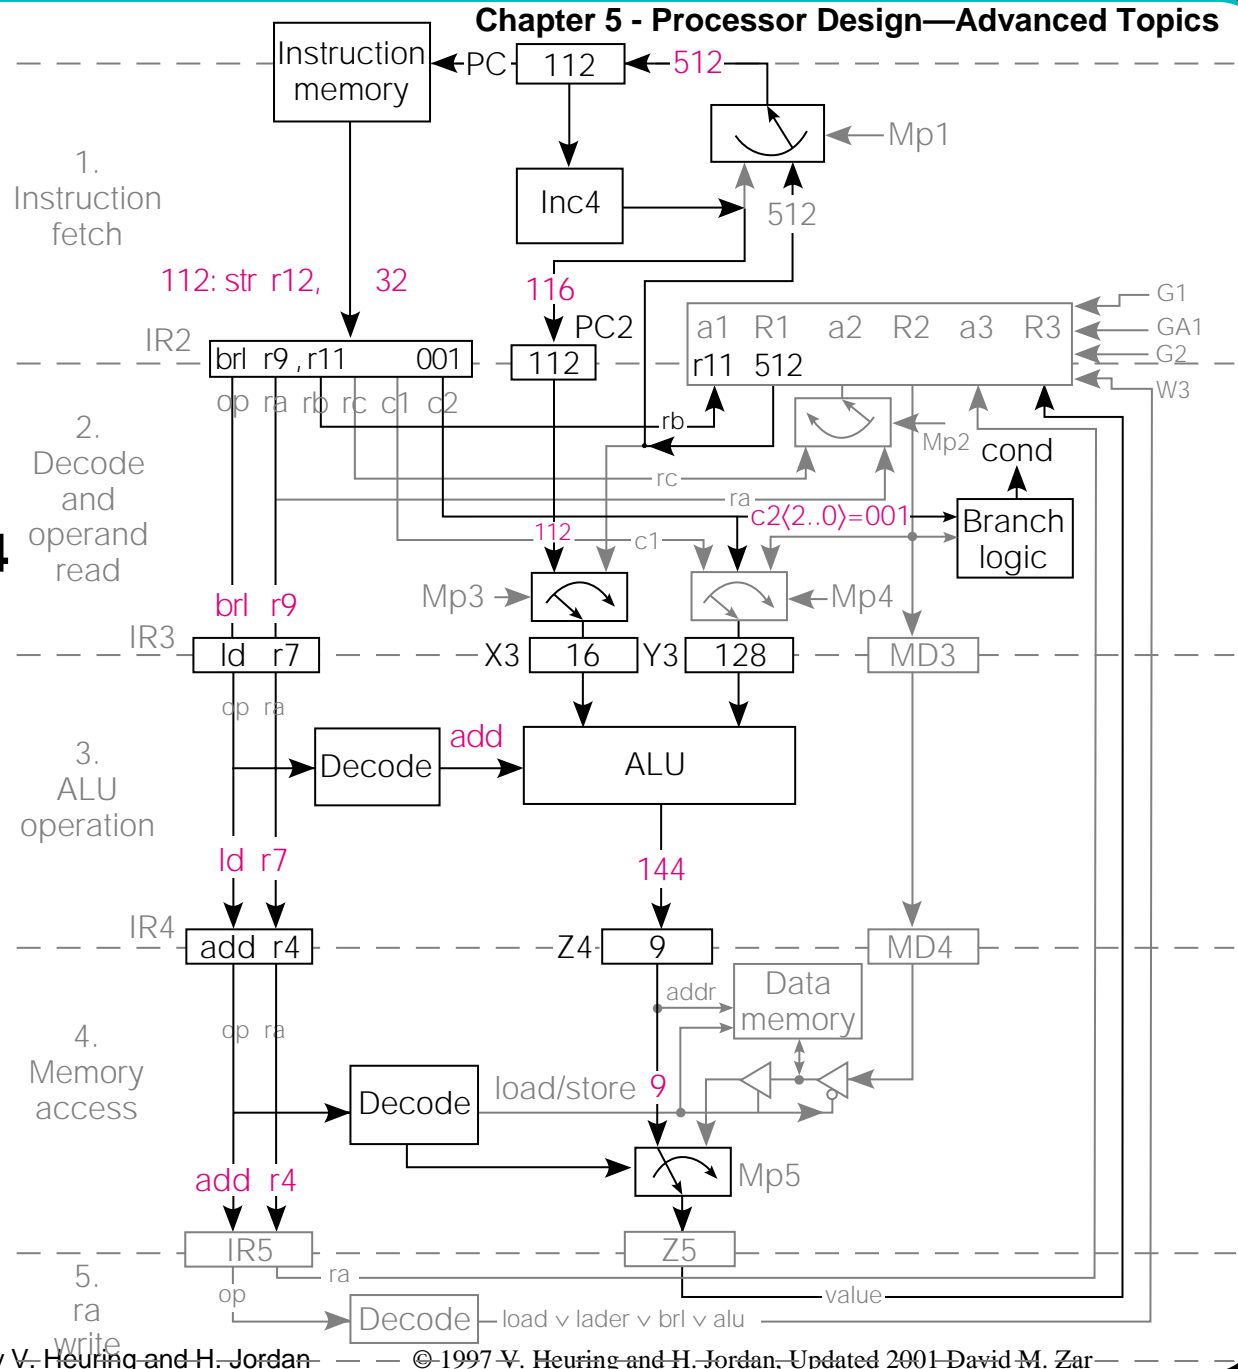 Chapter 5 - Processor Design—Advanced Topics
Instruction memory
PC
112
512
Mp1
1.
Instruction
fetch
Inc4
512
112: str r12, 32
116
PC2
IR2
brl r9 , r11 001
112
a1 R1 a2 R2 a3 R3
r11 512
G1
GA1
G2
W3
op ra rb rc c1 c2
rb
Mp2
cond
2.
Decode
and
operand
read
4
rc
ra
c2⟨2..0⟩=001
Branch
logic
112
c1
Mp3
Mp4
brl r9
IR3
ld r7
X3
16
Y3
128
MD3
op ra
3.
ALU
operation
Decode
add
ALU
ld r7
144
IR4
add r4
Z4
9
MD4
addr
Data
memory
op ra
4.
Memory
access
Decode
load/store
9
Mp5
add r4
IR5
Z5
5.
ra
write
ra
op
value
Decode
load ∨ lader ∨ brl ∨ alu
V. Heuring and H. Jordan
© 1997 V. Heuring and H. Jordan, Updated 2001 David M. Zar